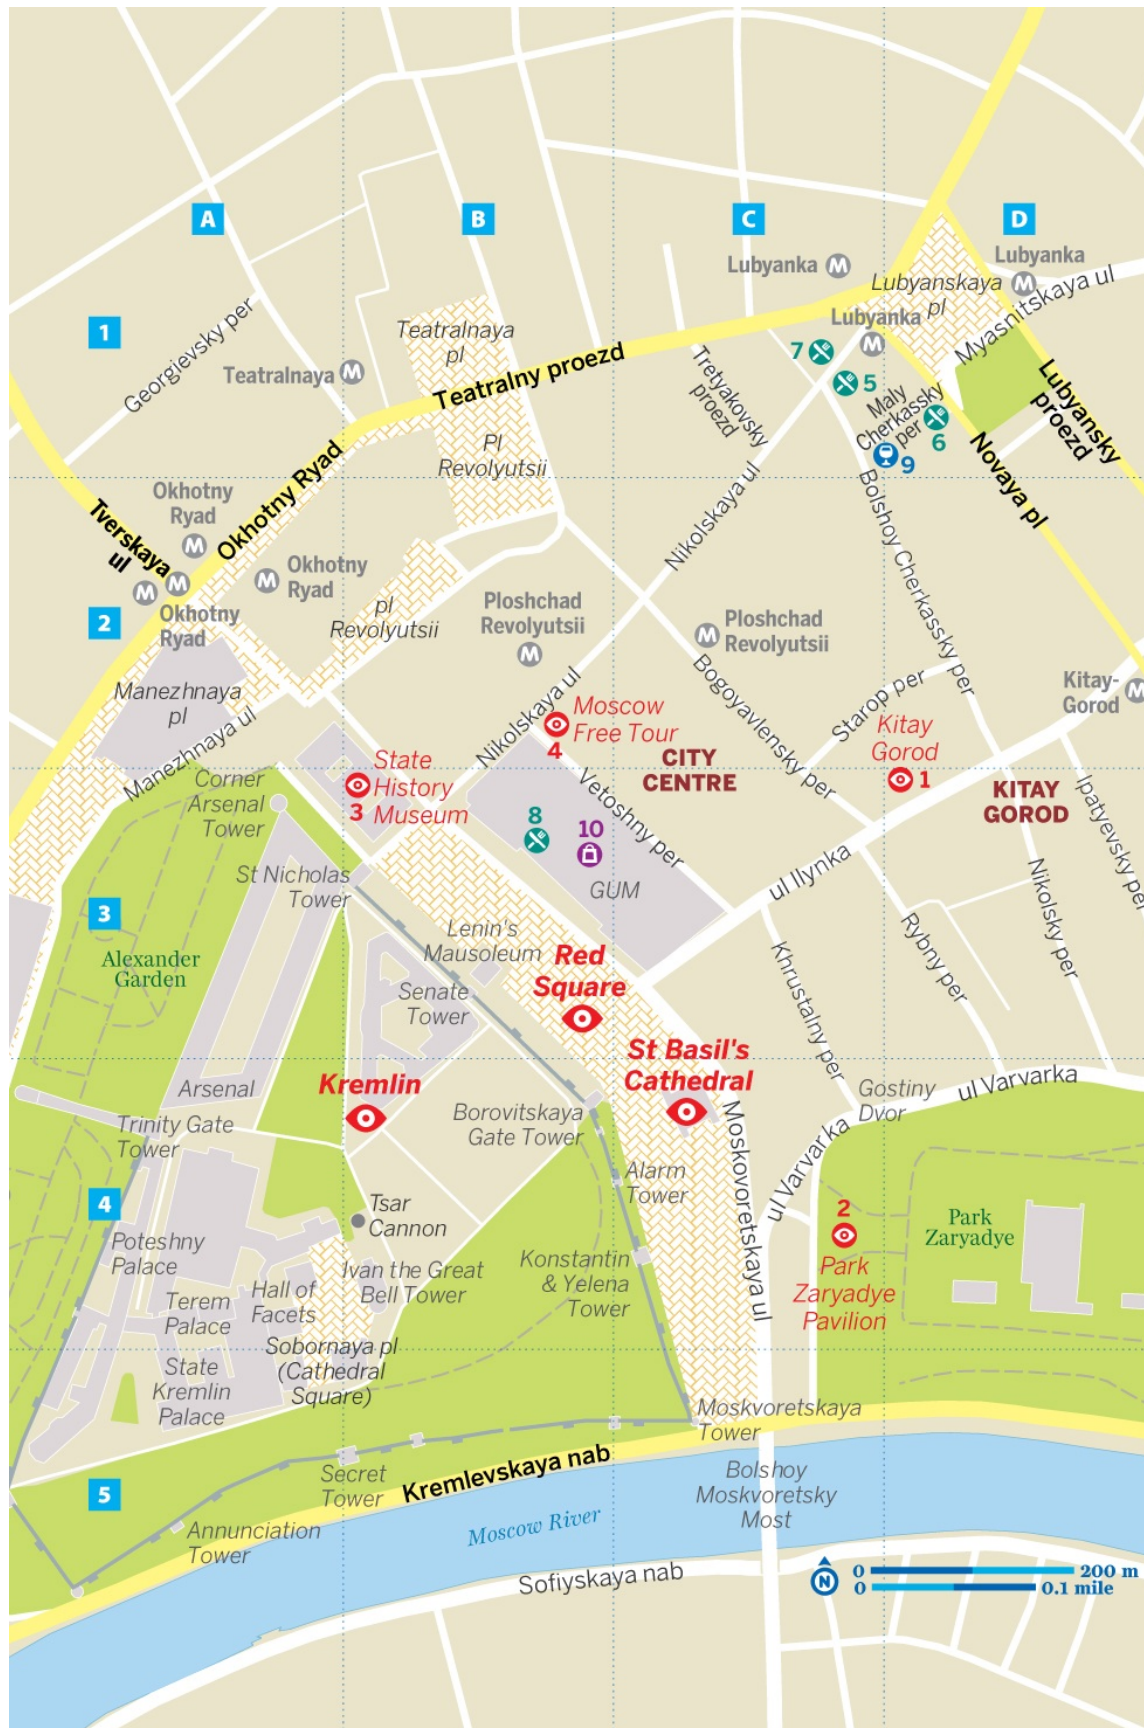 A
B
C
D
Lubyanka
Lubyanka
Lubyanskaya
pl
Lubyanka
Myasnitskaya ul
1
Georgievsky per
Teatralnaya
Teatralnaya
pl
Teatralny proezd
Tretyakovsky
proezd
7
5
Maly
Cherkassky
per
6
9
Lubyansky
proezd
Novaya pl
Pl
Revolyutsii
Okhotny Ryad
Okhotny
Ryad
Tverskaya
ul
Okhotny
Ryad
Okhotny
Ryad
2
pl
Revolyutsii
Ploshchad
Revolyutsii
Nikolskaya ul
Bolshoy Cherkassky per
Ploshchad
Revolyutsii
Bogoyavlensky per
Starop per
Kitay-
Gorod
Manezhnaya
pl
Manezhnaya ul
Nikolskaya ul
Moscow
Free Tour
4
CITY
CENTRE
Kitay
Gorod
1
KITAY
GOROD
Ipatyevsky per
Corner
Arsenal
Tower
State
History
Museum
3
Vetoshny per
8
10
GUM
ul Ilynka
St Nicholas
Tower
3
Alexander
Garden
Lenin's
Mausoleum
Senate
Tower
Red
Square
Khrustalny per
Rybny per
Nikolsky per
St Basil's
Cathedral
Arsenal
Kremlin
Borovitskaya
Gate Tower
Gostiny
Dvor
ul Varvarka
Trinity Gate
Tower
Moskovoretskaya ul
ul Varvarka
Alarm
Tower
4
Tsar
Cannon
2
Park
Zaryadye
Pavilion
Park
Zaryadye
Poteshny
Palace
Ivan the Great
Bell Tower
Konstantin
& Yelena
Tower
Hall of
Facets
Terem
Palace
Sobornaya pl
(Cathedral
Square)
State
Kremlin
Palace
Moskvoretskaya
Tower
5
Secret
Tower
Kremlevskaya nab
Bolshoy
Moskvoretsky
Most
Annunciation
Tower
Moscow River
Sofiyskaya nab
N
0
200 m
0
0.1 mile